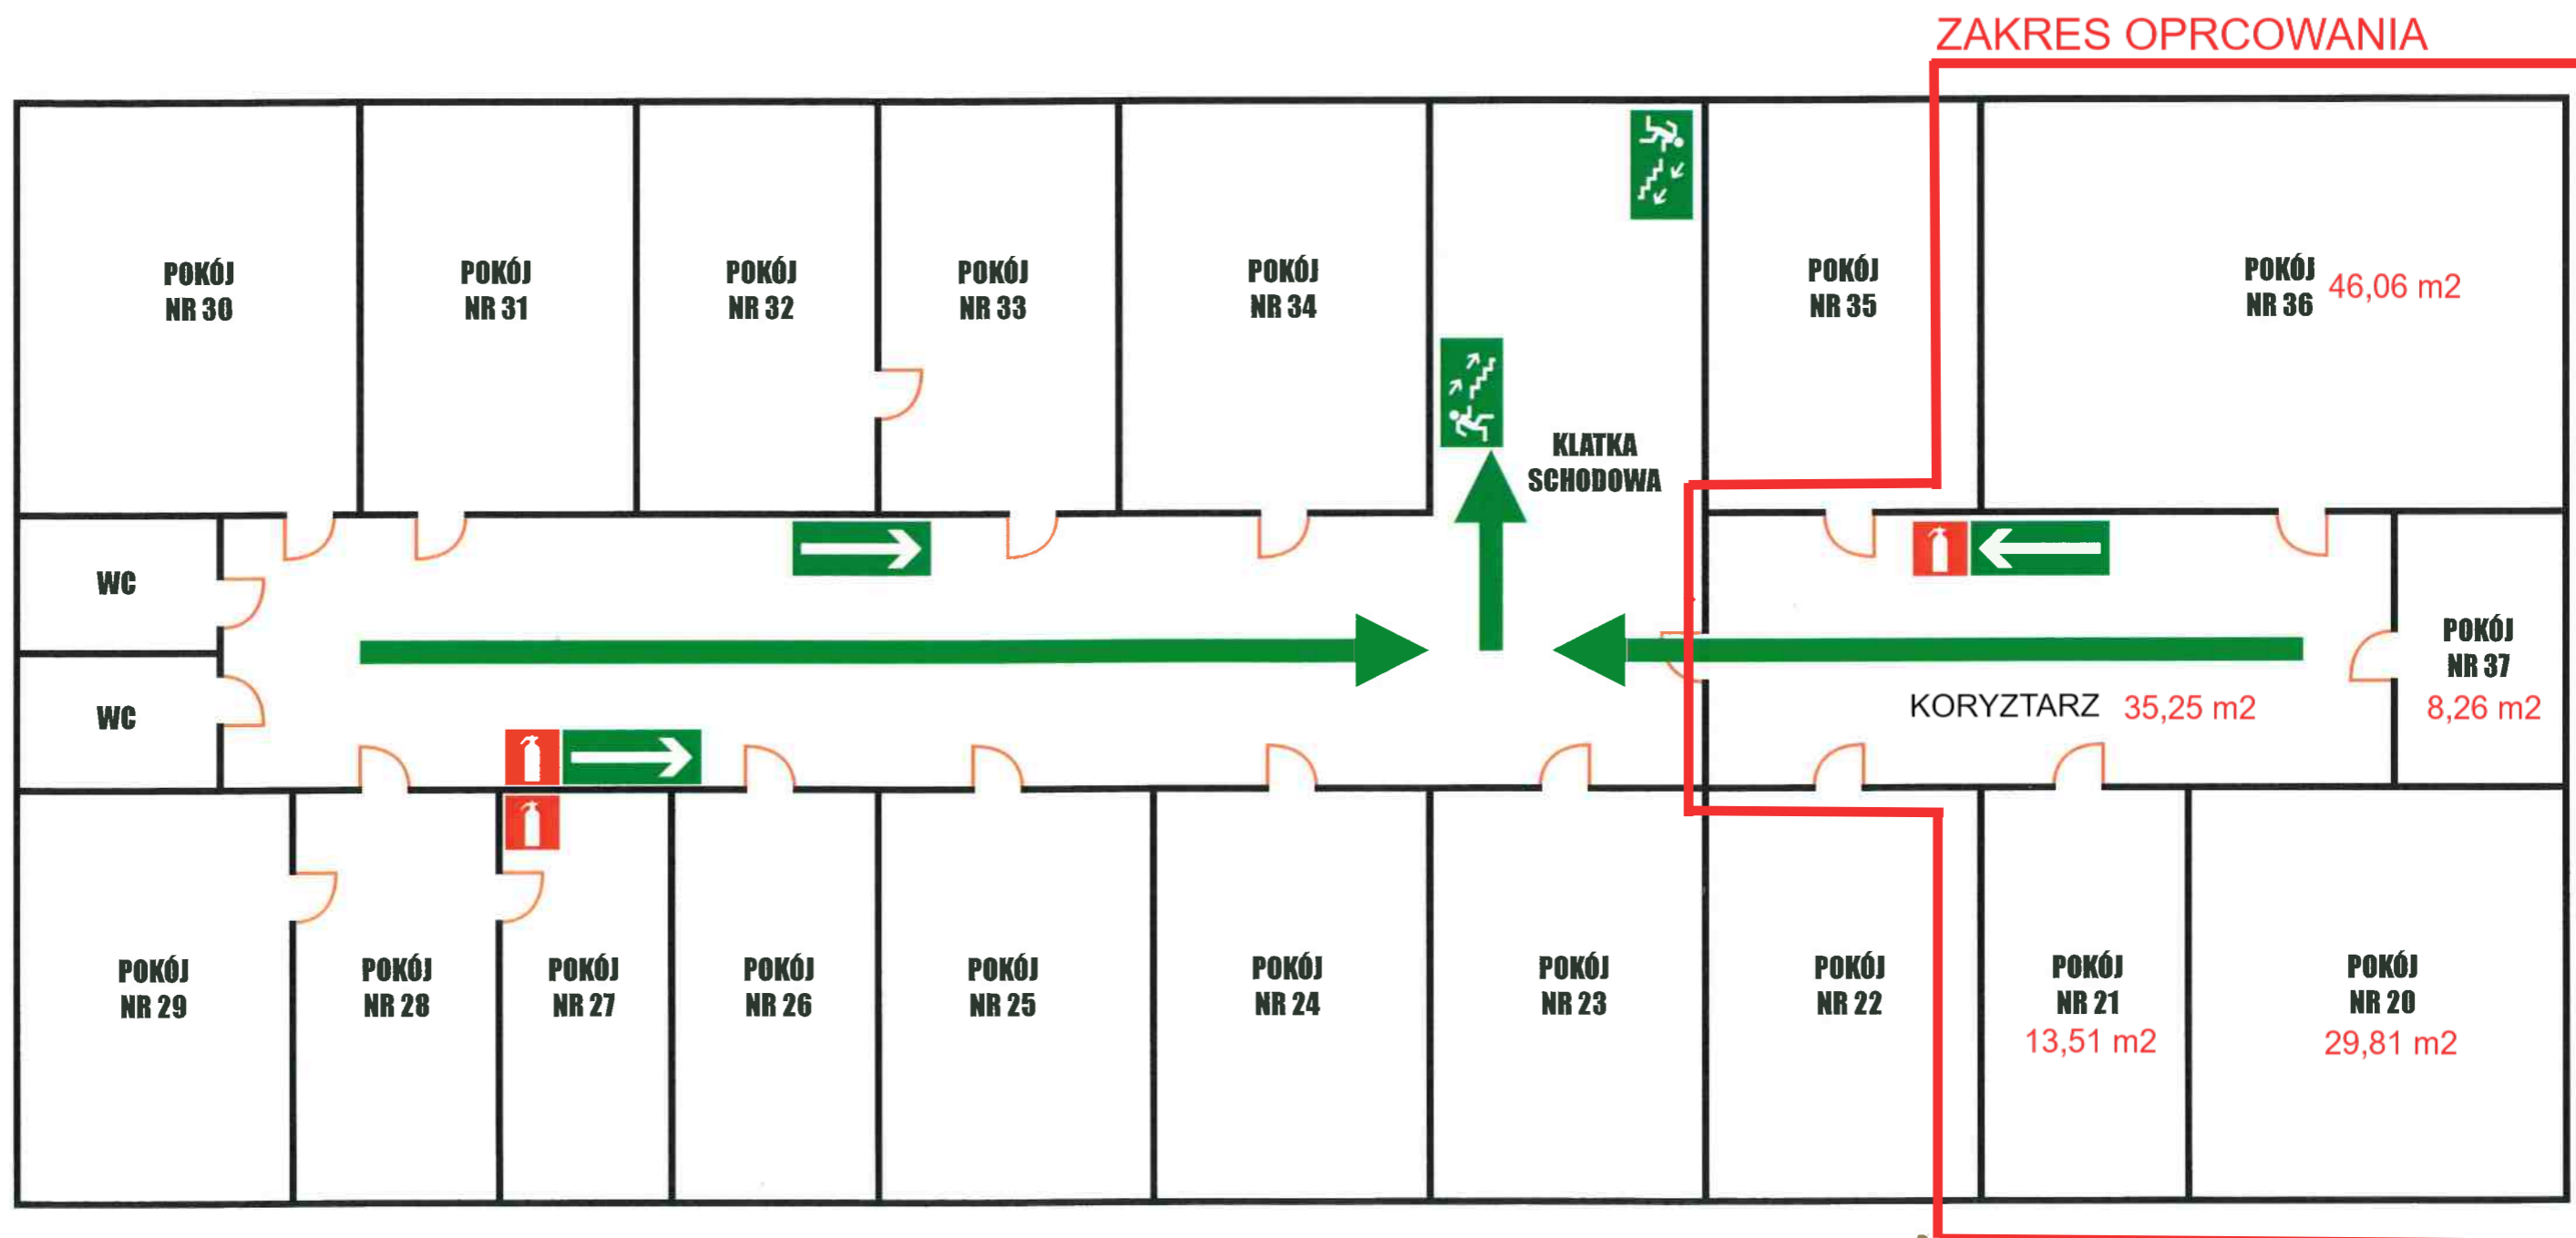 ZAKRES OPRCOWANIA
POKÓJ
NR 30
POKÓJ
NR 31
POKÓJ
NR 32
POKÓJ
NR 33
POKÓJ
NR 34
KLATKA
SCHODOWA
POKÓJ
NR 35
POKÓJ
NR 36
46,06 m2
WC
WC
KORYZTARZ 35,25 m2
POKÓJ
NR 37
8,26 m2
POKÓJ
NR 29
POKÓJ
NR 28
POKÓJ
NR 27
POKÓJ
NR 26
POKÓJ
NR 25
POKÓJ
NR 24
POKÓJ
NR 23
POKÓJ
NR 22
POKÓJ
NR 21
13,51 m2
POKÓJ
NR 20
29,81 m2